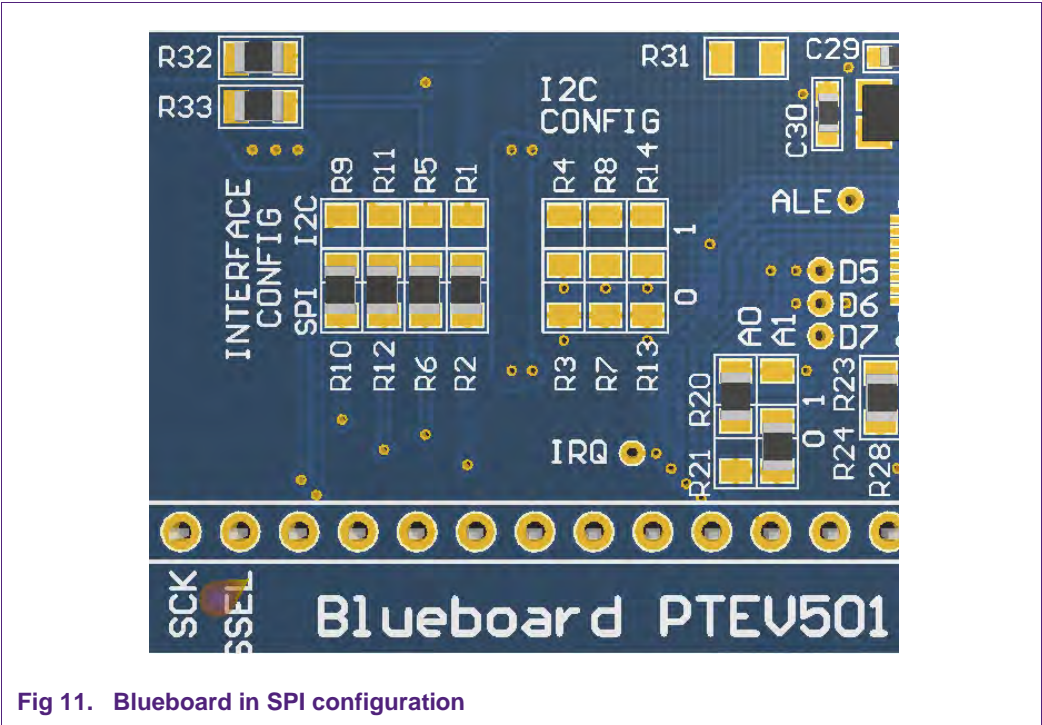 R32
R33
R31
C29
C30
I2C
CONFIG
R9
R11
R5
R1
R4
R8
R14
INTERFACE
CONFIG
I2C
SPI
1
0
ALE
D5
D6
D7
R10
R12
R6
R2
R3
R7
R13
A0
A1
R20
R21
1
0
R23
R24
R28
IRQ
SCK
SSEL
Blueboard PTEV501
Fig 11. Blueboard in SPI configuration